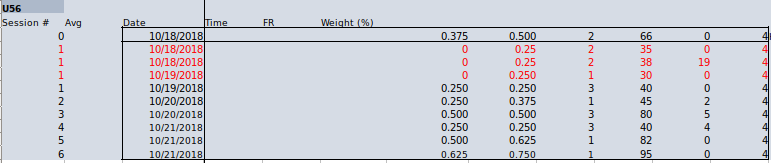 U56
Session # Avg Date Time FR Weight (%)
0 10/18/2018 0.375 0.500 2 66 0 4
1 10/18/2018 0 0.25 2 35 0 4
1 10/18/2018 0 0.25 2 38 19 4
1 10/19/2018 0 0.250 1 30 0 4
1 10/19/2018 0.250 0.250 3 40 0 4
2 10/20/2018 0.250 0.375 1 45 2 4
3 10/20/2018 0.500 0.500 3 80 5 4
4 10/21/2018 0.250 0.250 3 40 4 4
5 10/21/2018 0.500 0.625 1 82 0 4
6 10/21/2018 0.625 0.750 1 95 0 4